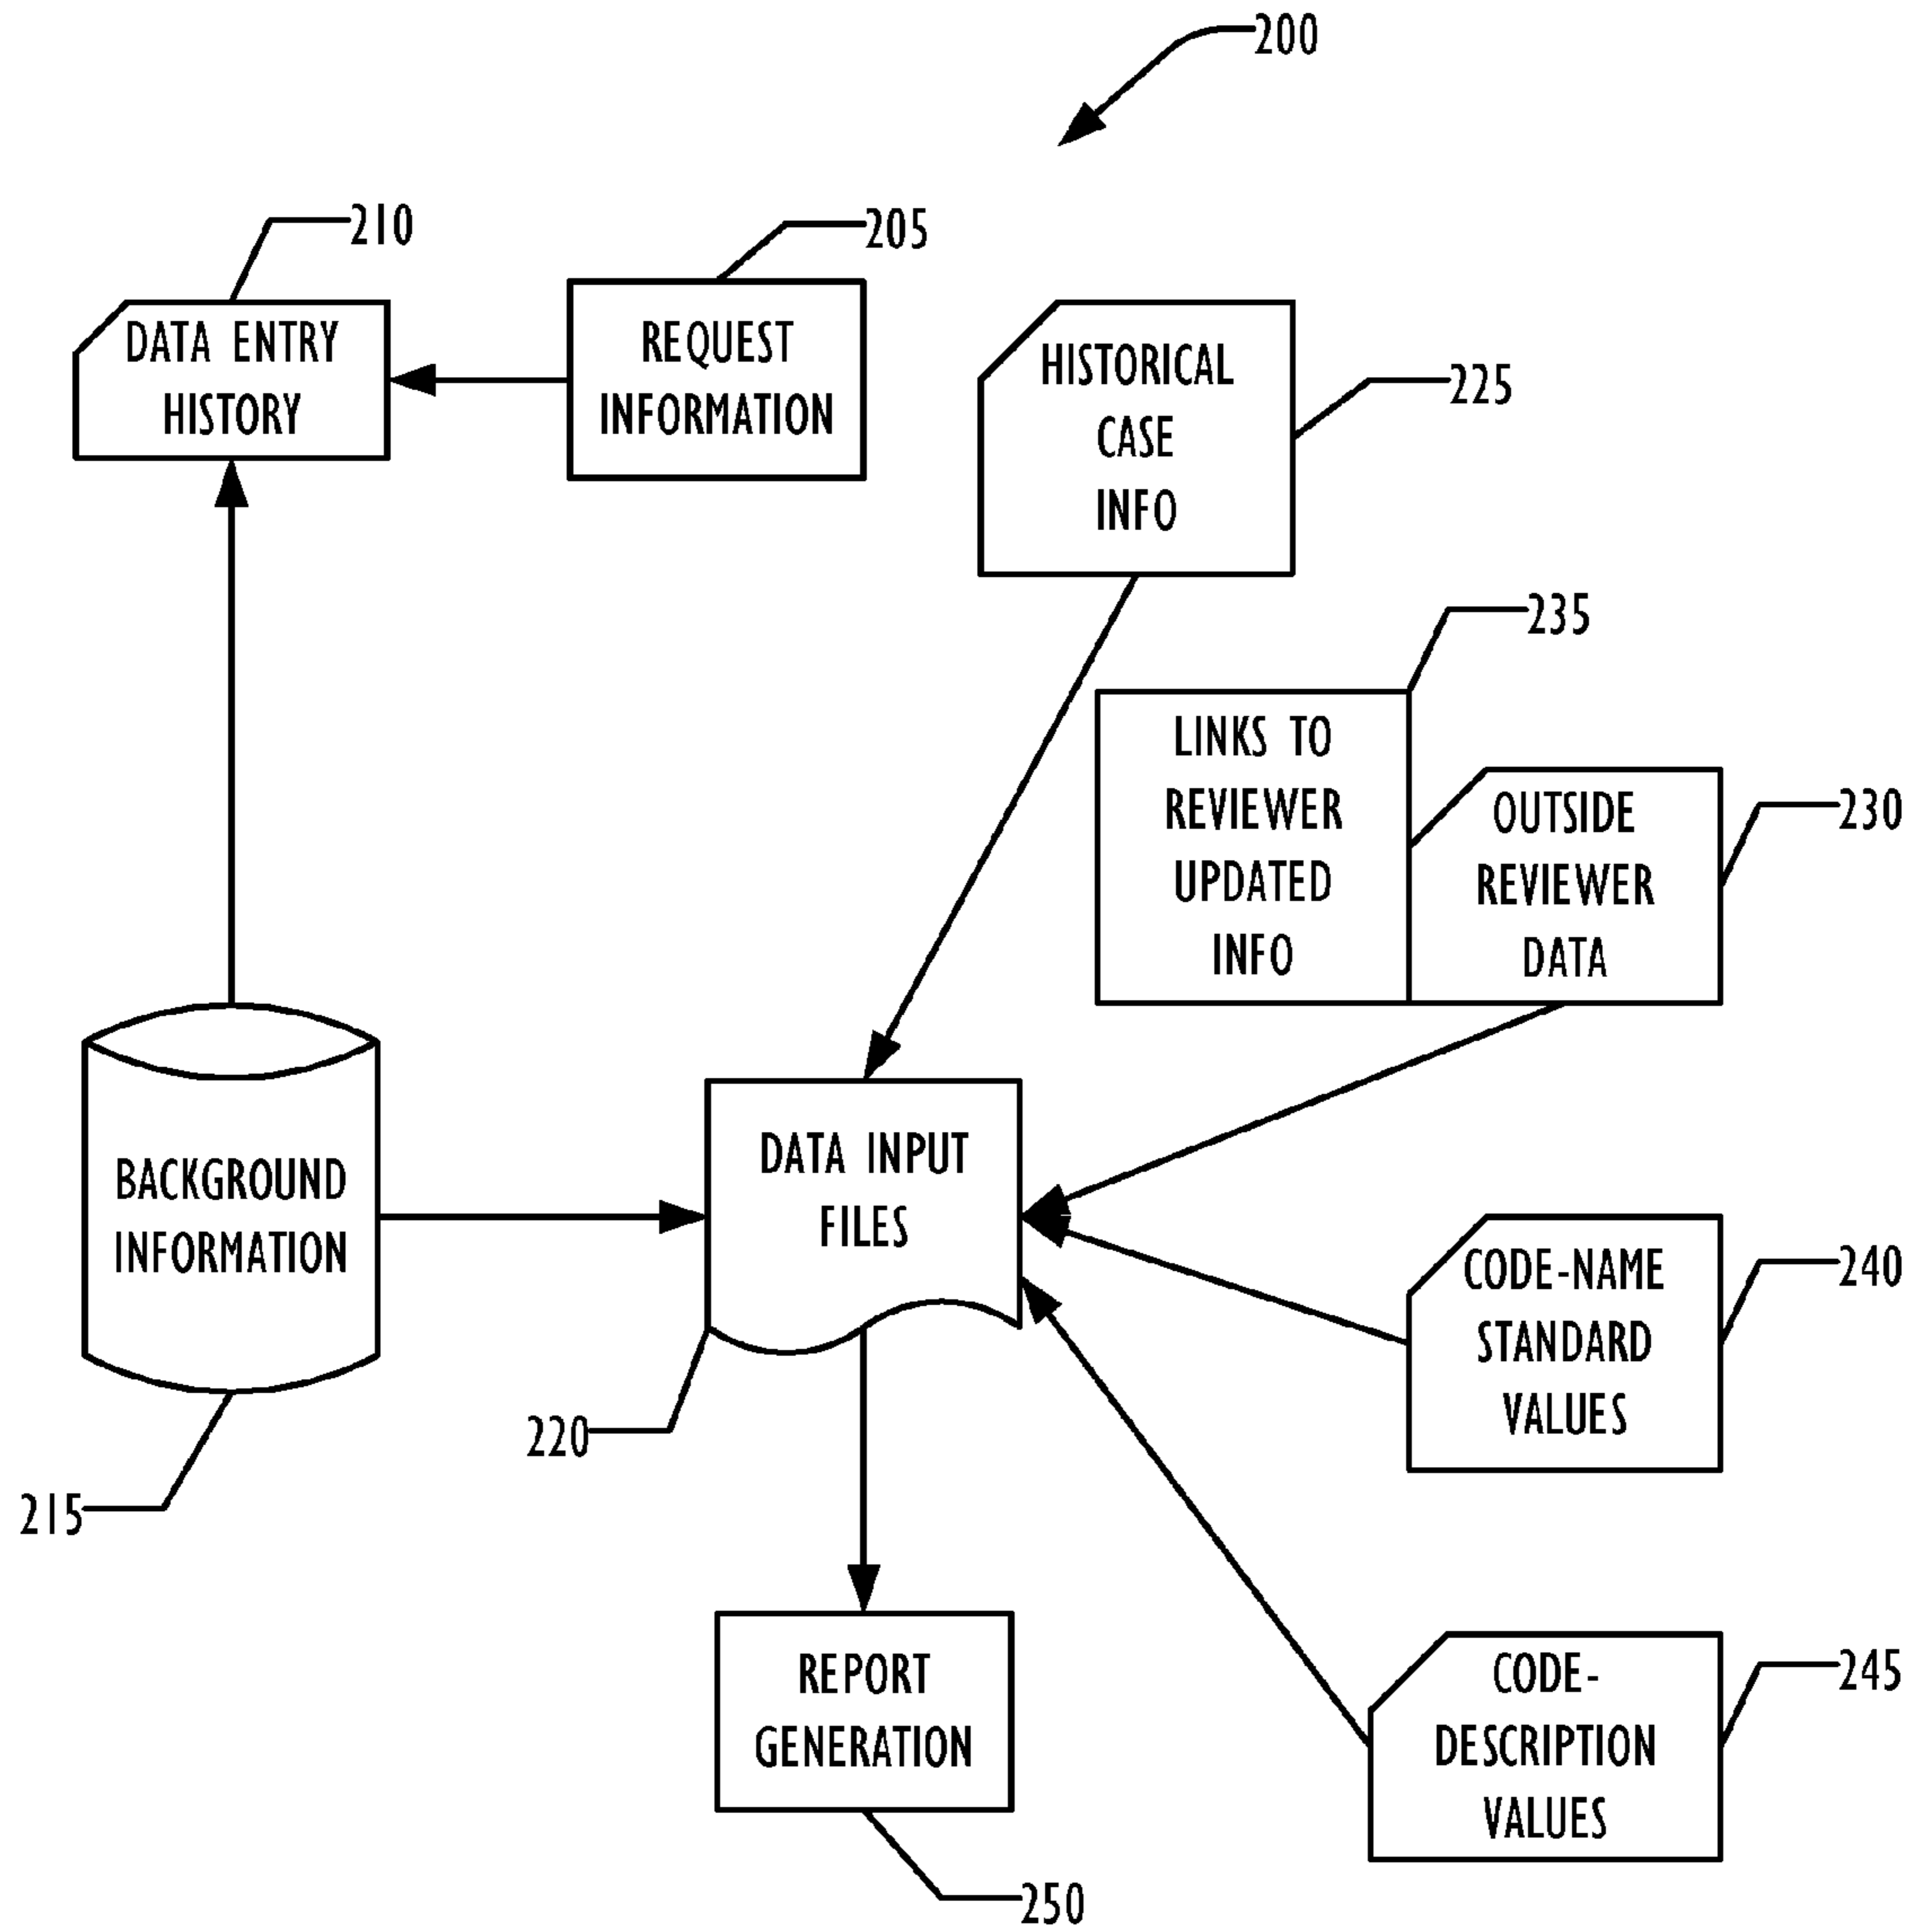 200
210
205
DATA ENTRY
HISTORY
REQUEST
INFORMATION
HISTORICAL
CASE
INFO
225
235
LINKS TO
REVIEWER
UPDATED
INFO
OUTSIDE
REVIEWER
DATA
230
BACKGROUND
INFORMATION
215
DATA INPUT
FILES
220
CODE-NAME
STANDARD
VALUES
240
REPORT
GENERATION
250
CODE-
DESCRIPTION
VALUES
245